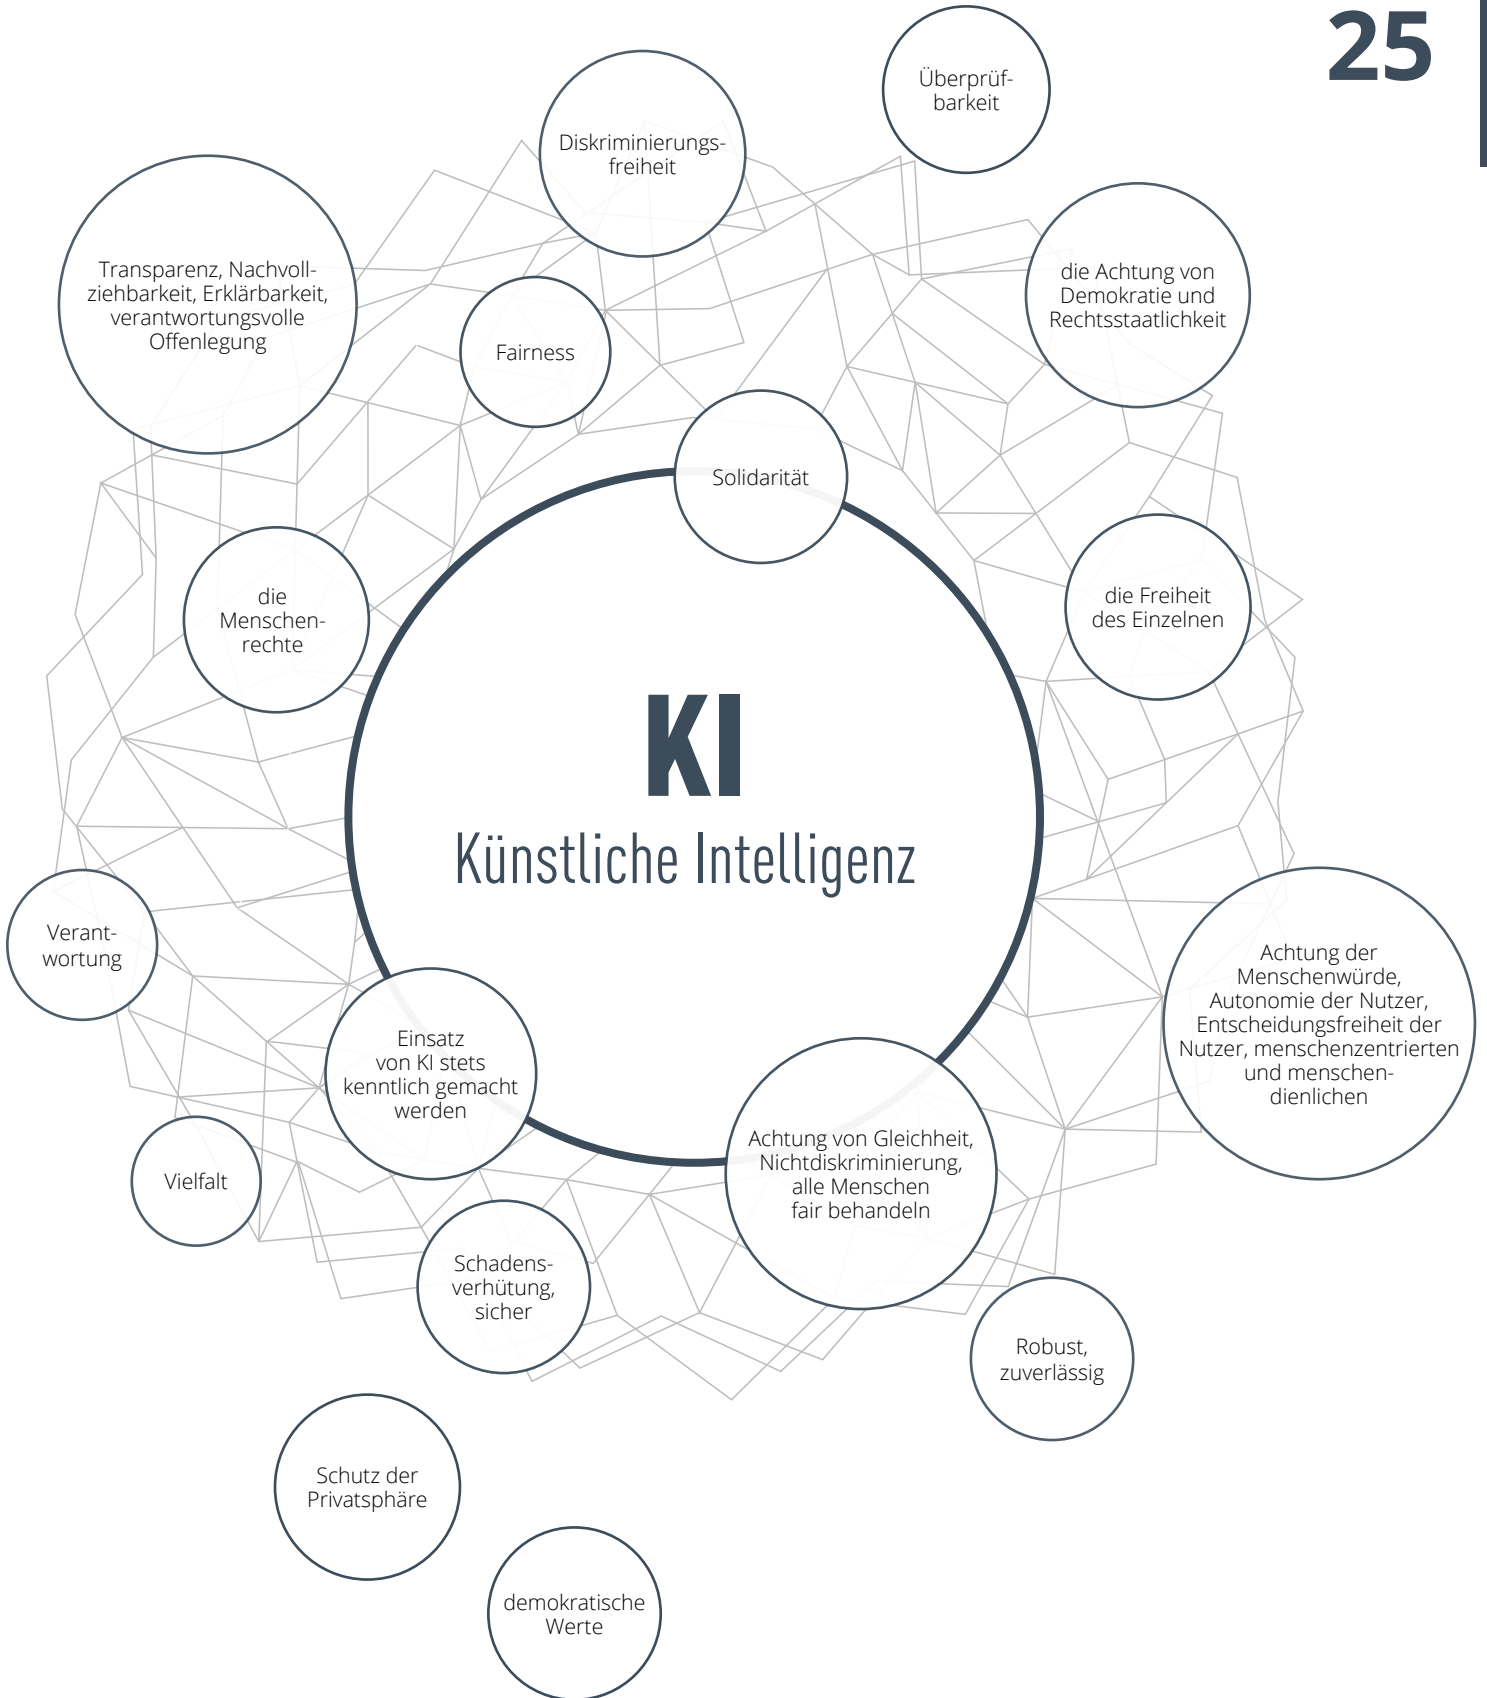 25
Überprüf-
barkeit
Diskriminierungs-
freiheit
Transparenz, Nachvoll-
ziehbarkeit, Erklärbarkeit,
verantwortungsvolle
Offenlegung
die Achtung von
Demokratie und
Rechtsstaatlichkeit
Fairness
Solidarität
die
Menschen-
rechte
die Freiheit
des Einzelnen
KI
Künstliche Intelligenz
Verant-
wortung
Achtung der
Menschenwürde,
Autonomie der Nutzer,
Entscheidungsfreiheit der
Nutzer, menschenzentrierten
und menschen-
dienlichen
Einsatz
von KI stets
kenntlich gemacht
werden
Achtung von Gleichheit,
Nichtdiskriminierung,
alle Menschen
fair behandeln
Vielfalt
Schadens-
verhütung,
sicher
Robust,
zuverlässig
Schutz der
Privatsphäre
demokratische
Werte